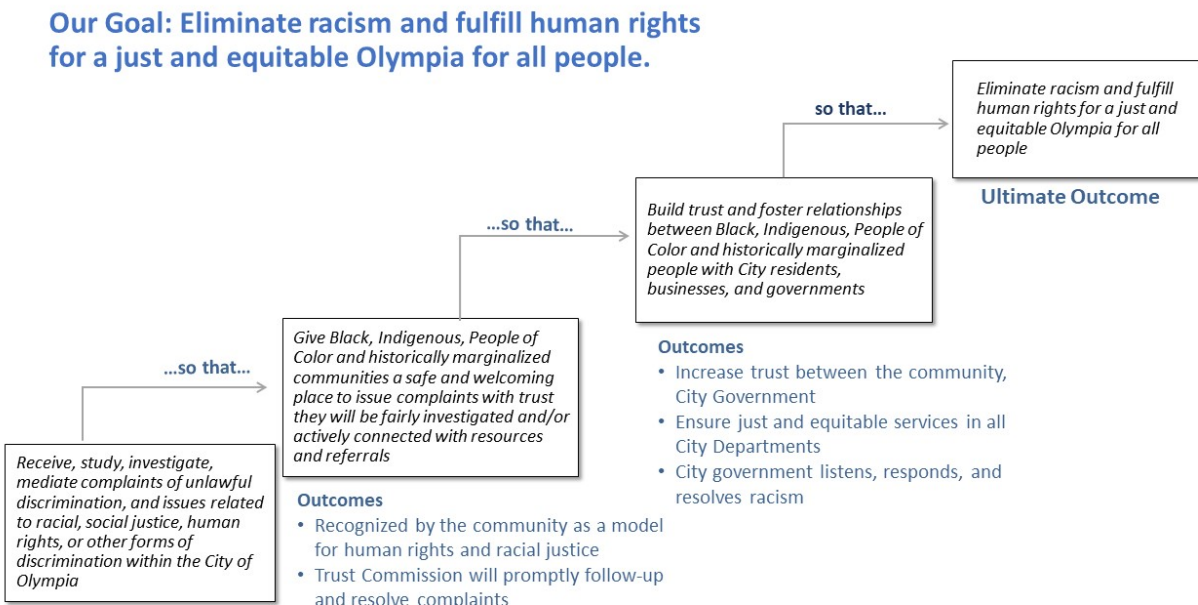 Our Goal: Eliminate racism and fulfill human rights
for a just and equitable Olympia for all people.
Receive, study, investigate,
mediate complaints of unlawful
discrimination, and issues related
to racial, social justice, human
rights, or other forms of
discrimination within the City of
Olympia
...so that...
Give Black, Indigenous, People of
Color and historically marginalized
communities a safe and welcoming
place to issue complaints with trust
they will be fairly investigated and/or
actively connected with resources
and referrals
Outcomes
• Recognized by the community as a model
for human rights and racial justice
• Trust Commission will promptly follow-up
and resolve complaints
...so that...
Build trust and foster relationships
between Black, Indigenous, People of
Color and historically marginalized
people with City residents,
businesses, and governments
Outcomes
• Increase trust between the community,
City Government
• Ensure just and equitable services in all
City Departments
• City government listens, responds, and
resolves racism
so that...
Eliminate racism and fulfill
human rights for a just and
equitable Olympia for all
people
Ultimate Outcome